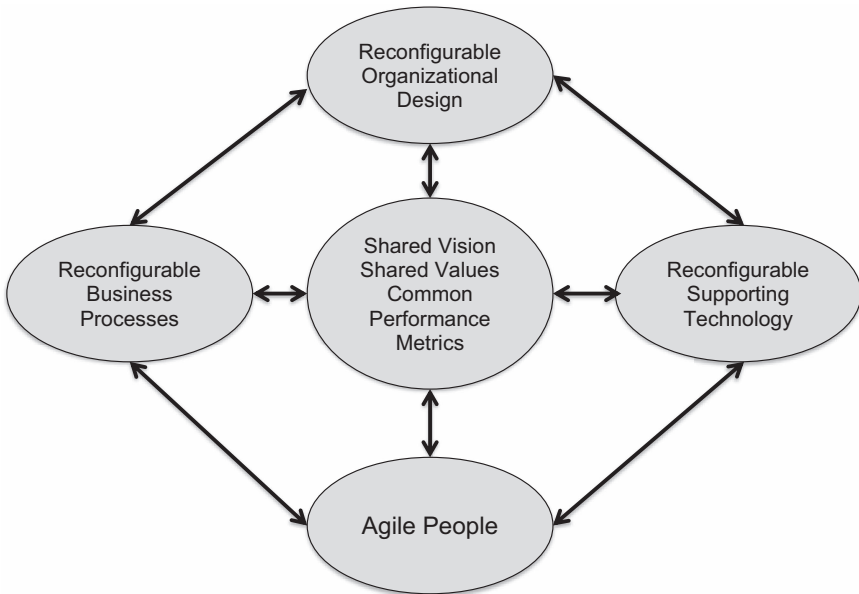 Reconfigurable
Organizational
Design
Reconfigurable
Business
Processes
Shared Vision
Shared Values
Common
Performance
Metrics
Reconfigurable
Supporting
Technology
Agile People